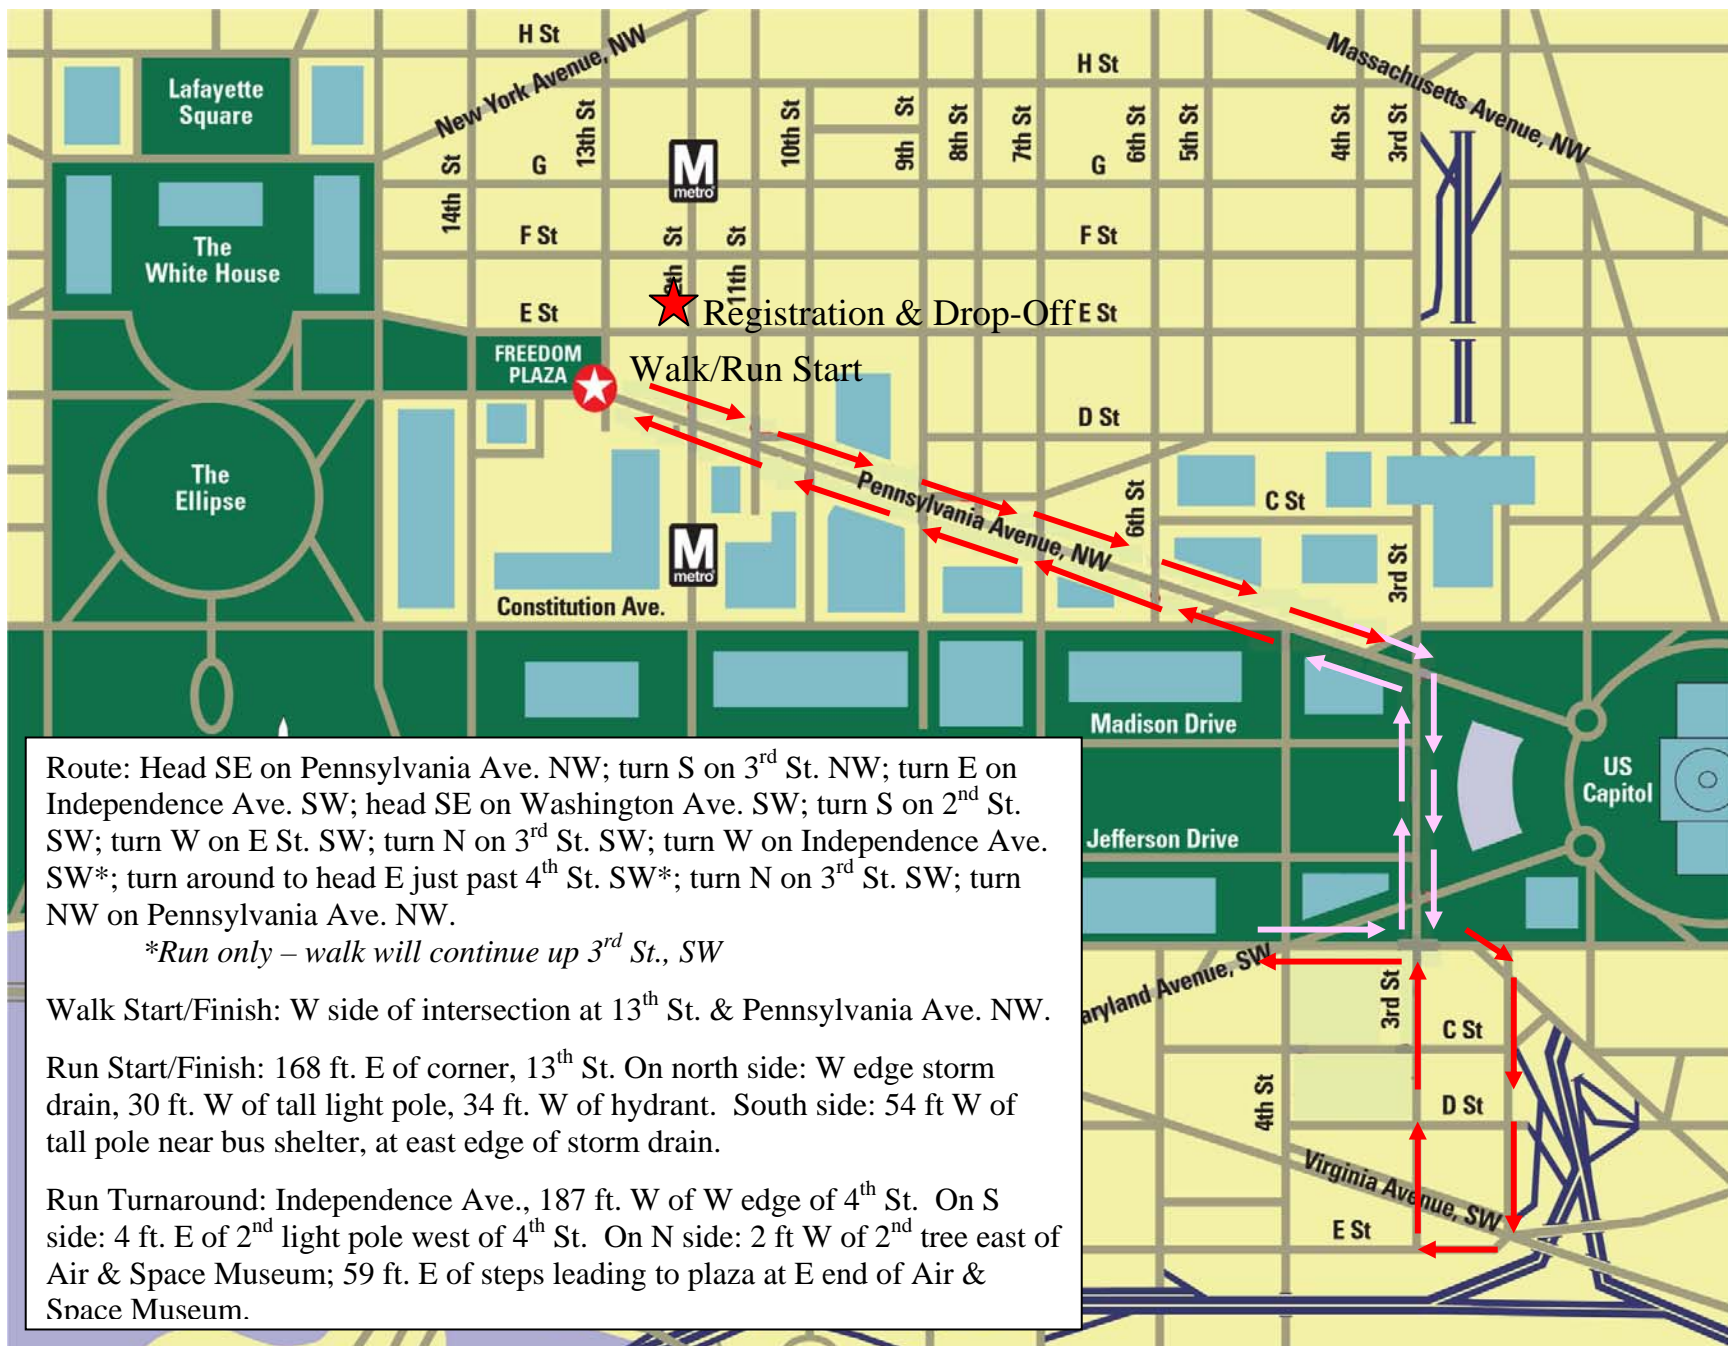 H St
New York Avenue, NW
H St
Massachusetts Avenue, NW
Lafayette
Square
13th St
10th St
9th St
8th St
7th St
6th St
5th St
4th St
3rd St
14th St
G
M
metro
G
The
White House
F St
St
11th St
F St
E St
Registration & Drop-Off
E St
FREEDOM
PLAZA
Walk/Run Start
D St
The
Ellipse
Pennsylvania Avenue, NW
6th St
C St
M
metro
3rd St
Constitution Ave.
Madison Drive
US
Capitol
Jefferson Drive
Route: Head SE on Pennsylvania Ave. NW; turn S on 3rd St. NW; turn E on
Independence Ave. SW; head SE on Washington Ave. SW; turn S on 2nd St.
SW; turn W on E St. SW; turn N on 3rd St. SW; turn W on Independence Ave.
SW*; turn around to head E just past 4th St. SW*; turn N on 3rd St. SW; turn
NW on Pennsylvania Ave. NW.
*Run only – walk will continue up 3rd St., SW
Walk Start/Finish: W side of intersection at 13th St. & Pennsylvania Ave. NW.
Run Start/Finish: 168 ft. E of corner, 13th St. On north side: W edge storm
drain, 30 ft. W of tall light pole, 34 ft. W of hydrant. South side: 54 ft W of
tall pole near bus shelter, at east edge of storm drain.
Run Turnaround: Independence Ave., 187 ft. W of W edge of 4th St. On S
side: 4 ft. E of 2nd light pole west of 4th St. On N side: 2 ft W of 2nd tree east of
Air & Space Museum; 59 ft. E of steps leading to plaza at E end of Air &
Space Museum.
aryland Avenue, SW
3rd St
C St
4th St
D St
Virginia Avenue, SW
E St